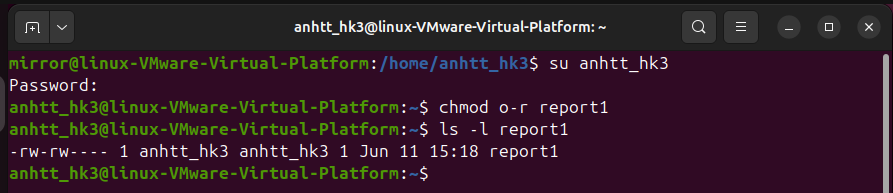 anhtt_hk3@linux-VMware-Virtual-Platform: ~
mirror@linux-VMware-Virtual-Platform:/home/anhtt_hk3$ su anhtt_hk3
Password:
anhtt_hk3@linux-VMware-Virtual-Platform:~$ chmod o-r report1
anhtt_hk3@linux-VMware-Virtual-Platform:~$ ls -l report1
-rw-rw---- 1 anhtt_hk3 anhtt_hk3 1 Jun 11 15:18 report1
anhtt_hk3@linux-VMware-Virtual-Platform:~$